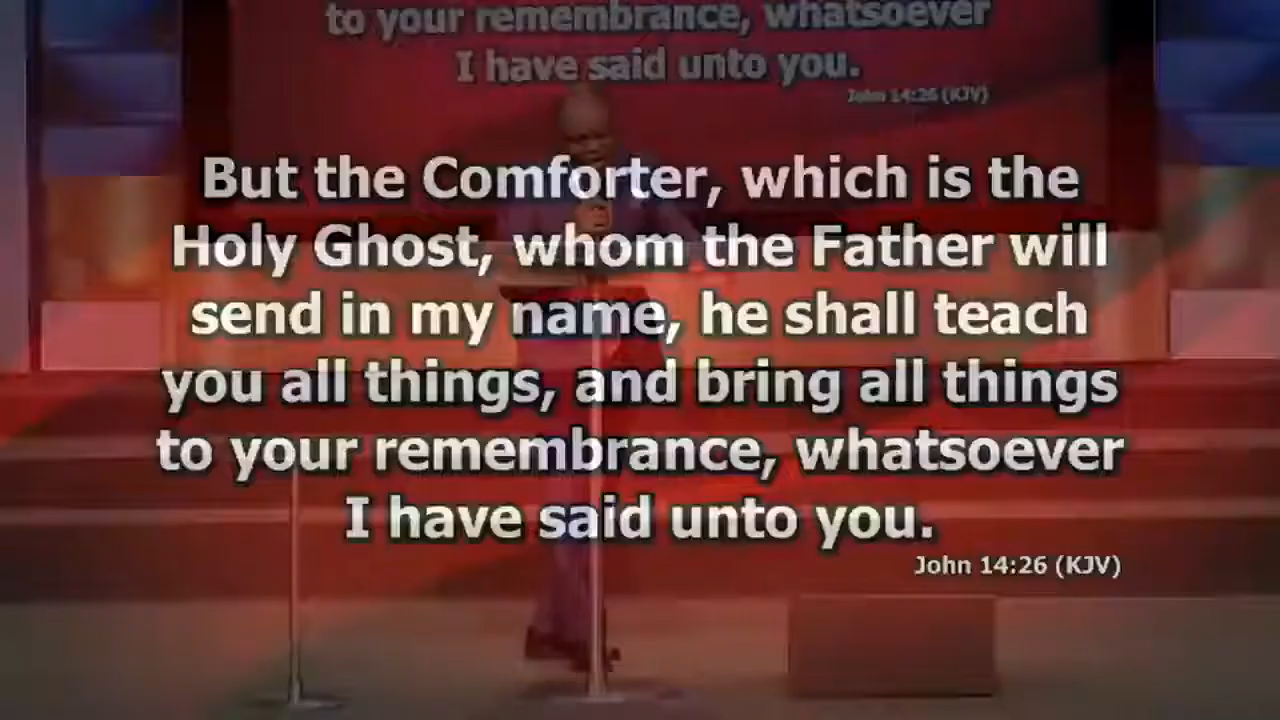 to your remembrance, whatsoever
I have said unto you.
John 14:26 (KJV)
But the Comforter, which is the
Holy Ghost, whom the Father will
send in my name, he shall teach
you all things, and bring all things
to your remembrance, whatsoever
I have said unto you.
John 14:26 (KJV)